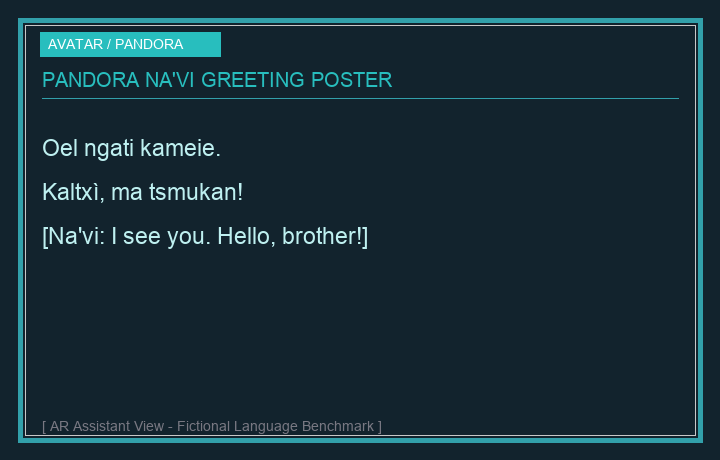 AVATAR / PANDORA
PANDORA NA'VI GREETING POSTER
Oel ngati kameie.
Kaltxì, ma tsmukan!
[Na'vi: I see you. Hello, brother!]
[ AR Assistant View - Fictional Language Benchmark ]